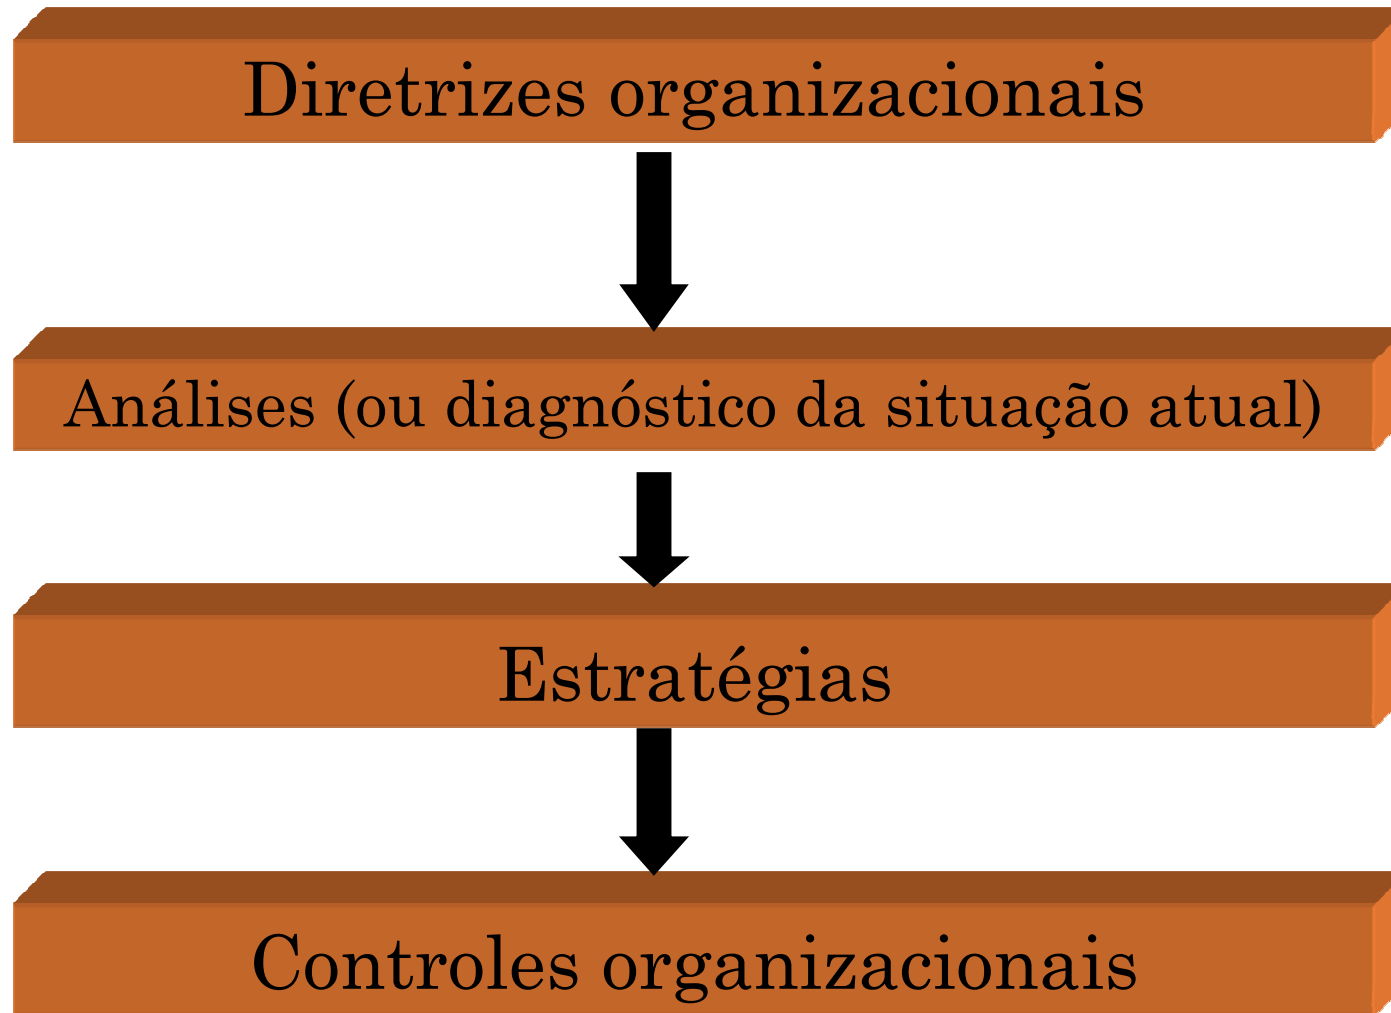 Diretrizes organizacionais
Análises (ou diagnóstico da situação atual)
Estratégias
Controles organizacionais